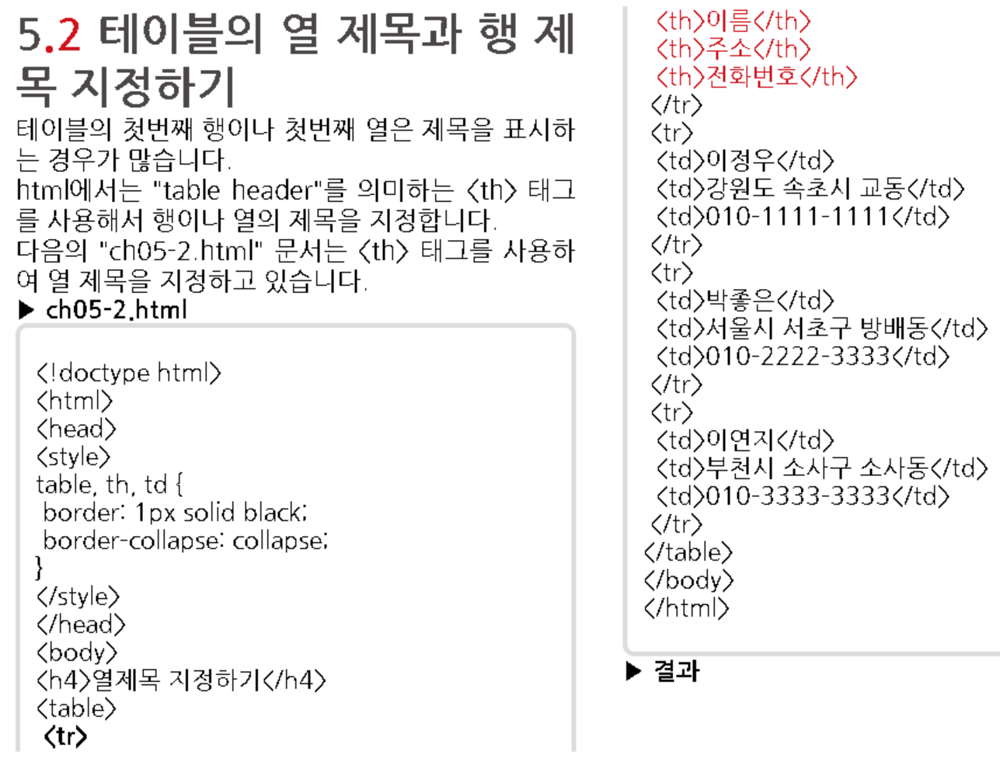 5.2 테이블의 열 제목과 행 제
목 지정하기
테이블의 첫번째 행이나 첫번째 열은 제목을 표시하
는 경우가 많습니다.
html에서는 "table header"를 의미하는 <th> 태그
를 사용해서 행이나 열의 제목을 지정합니다.
다음의 "ch05-2.html" 문서는 <th> 태그를 사용하
여 열 제목을 지정하고 있습니다.
▶ ch05-2.html
<!doctype html>
<html>
<head>
<style>
table, th, td {
border: 1px solid black;
border-collapse: collapse;
}
</style>
</head>
<body>
<h4>열제목 지정하기</h4>
<table>
<tr>
<th>이름</th>
<th>주소</th>
<th>전화번호</th>
</tr>
<tr>
<td>이정우</td>
<td>강원도 속초시 교동</td>
<td>010-1111-1111</td>
</tr>
<tr>
<td>박좋은</td>
<td>서울시 서초구 방배동</td>
<td>010-2222-3333</td>
</tr>
<tr>
<td>이연지</td>
<td>부천시 소사구 소사동</td>
<td>010-3333-3333</td>
</tr>
</table>
</body>
</html>
▶ 결과